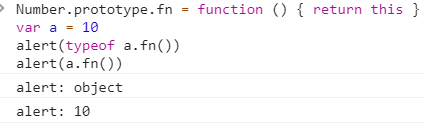 Number.prototype.fn = function () { return this }
var a = 10
alert(typeof a.fn())
alert(a.fn())
alert: object
alert: 10